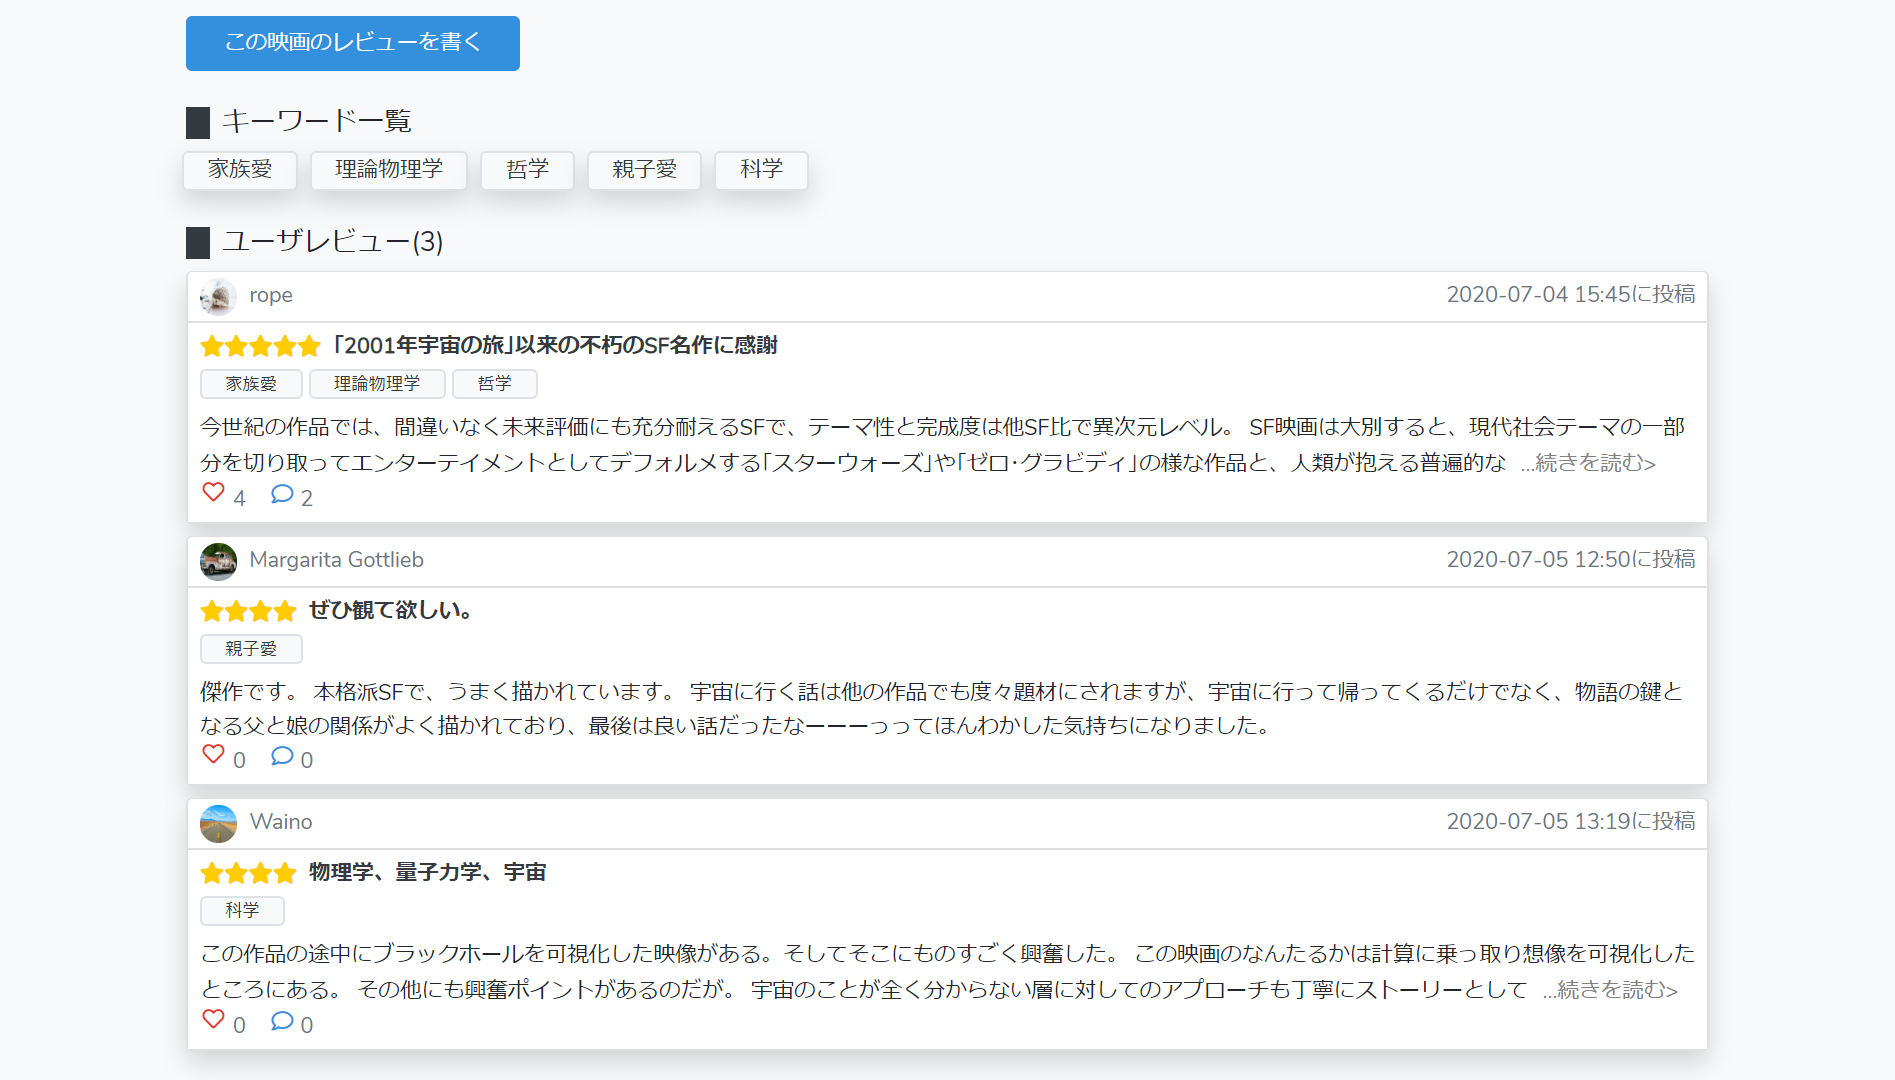 この映画のレビューを書く
キーワード一覧
家族愛 理論物理学 哲学 親子愛 科学
ユーザレビュー(3)
rope 2020-07-04 15:45に投稿
「2001年宇宙の旅」以来の不朽のSF名作に感謝
家族愛 理論物理学 哲学
今世紀の作品では、間違いなく未来評価にも充分耐えるSFで、テーマ性と完成度は他SF比で異次元レベル。 SF映画は大別すると、現代社会テーマの一部
分を切り取ってエンターテイメントとしてデフォルメする「スターウォーズ」や「ゼロ・グラビディ」の様な作品と、人類が抱える普遍的な ...続きを読む>
4 2
Margarita Gottlieb 2020-07-05 12:50に投稿
ぜひ観て欲しい。
親子愛
傑作です。 本格派SFで、うまく描かれています。 宇宙に行く話は他の作品でも度々題材にされますが、宇宙に行って帰ってくるだけでなく、物語の鍵と
なる父と娘の関係がよく描かれており、最後は良い話だったなーーーっってほんわかした気持ちになりました。
0 0
Waino 2020-07-05 13:19に投稿
物理学、量子力学、宇宙
科学
この作品の途中にブラックホールを可視化した映像がある。そしてそこにものすごく興奮した。 この映画のなんたるかは計算に乗っ取り想像を可視化した
ところにある。 その他にも興奮ポイントがあるのだが。 宇宙のことが全く分からない層に対してのアプローチも丁寧にストーリーとして ...続きを読む>
0 0